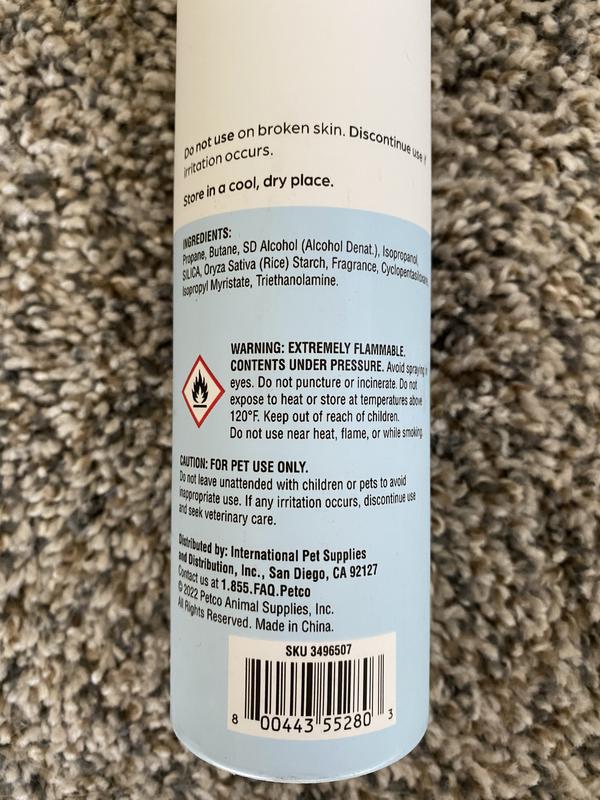 Do not use on broken skin. Discontinue use if
irritation occurs.
Store in a cool, dry place.
INGREDIENTS:
Propane, Butane, SD Alcohol (Alcohol Denat.), Isopropanol,
SILICA, Oryza Sativa (Rice) Starch, Fragrance, Cyclopentasiloxane,
Isopropyl Myristate, Triethanolamine.
WARNING: EXTREMELY FLAMMABLE.
CONTENTS UNDER PRESSURE. Avoid spraying in
eyes. Do not puncture or incinerate. Do not
expose to heat or store at temperatures above
120°F. Keep out of reach of children.
Do not use near heat, flame, or while smoking.
CAUTION: FOR PET USE ONLY.
Do not leave unattended with children or pets to avoid
inappropriate use. If any irritation occurs, discontinue use
and seek veterinary care.
Distributed by: International Pet Supplies
and Distribution, Inc., San Diego, CA 92127
Contact us at 1.855.FAQ.Petco
©2022 Petco Animal Supplies, Inc.
All Rights Reserved. Made in China.
SKU 3496507
8 00443 55280 3